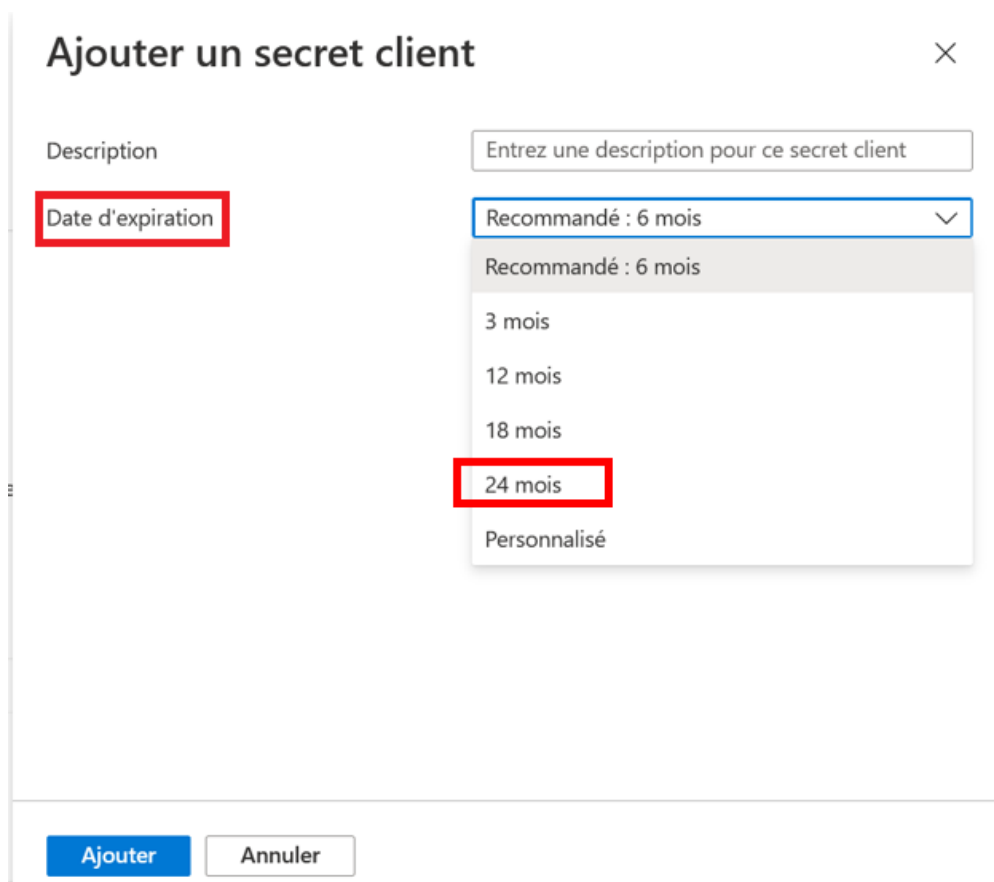 Ajouter un secret client
Description
Entrez une description pour ce secret client
Date d'expiration
Recommandé : 6 mois
Recommandé : 6 mois
3 mois
12 mois
18 mois
24 mois
Personnalisé
Ajouter
Annuler